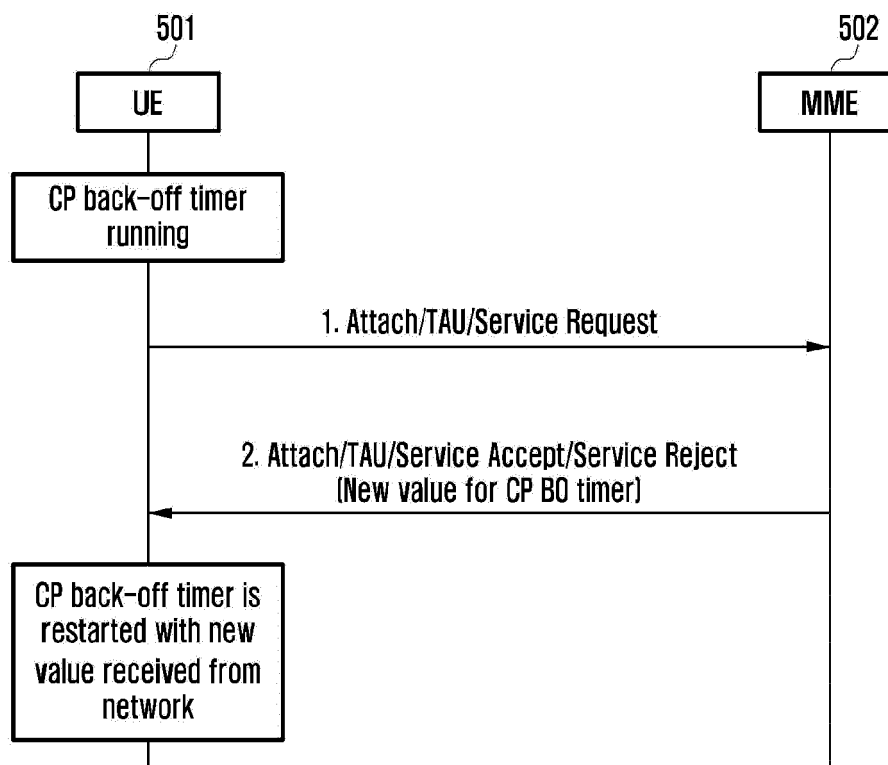 501
502
UE
MME
CP back-off timer
running
1. Attach/TAU/Service Request
2. Attach/TAU/Service Accept/Service Reject
(New value for CP BO timer)
CP back-off timer is
restarted with new
value received from
network